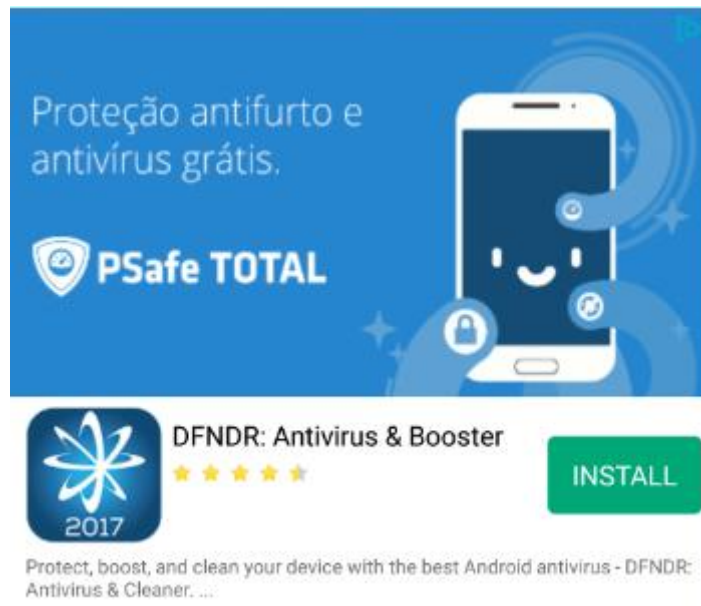 Proteção antifurto e
antivírus grátis.
PSafe TOTAL
DFNDR: Antivirus & Booster
INSTALL
2017
Protect, boost, and clean your device with the best Android antivirus - DFNDR:
Antivirus & Cleaner. ...